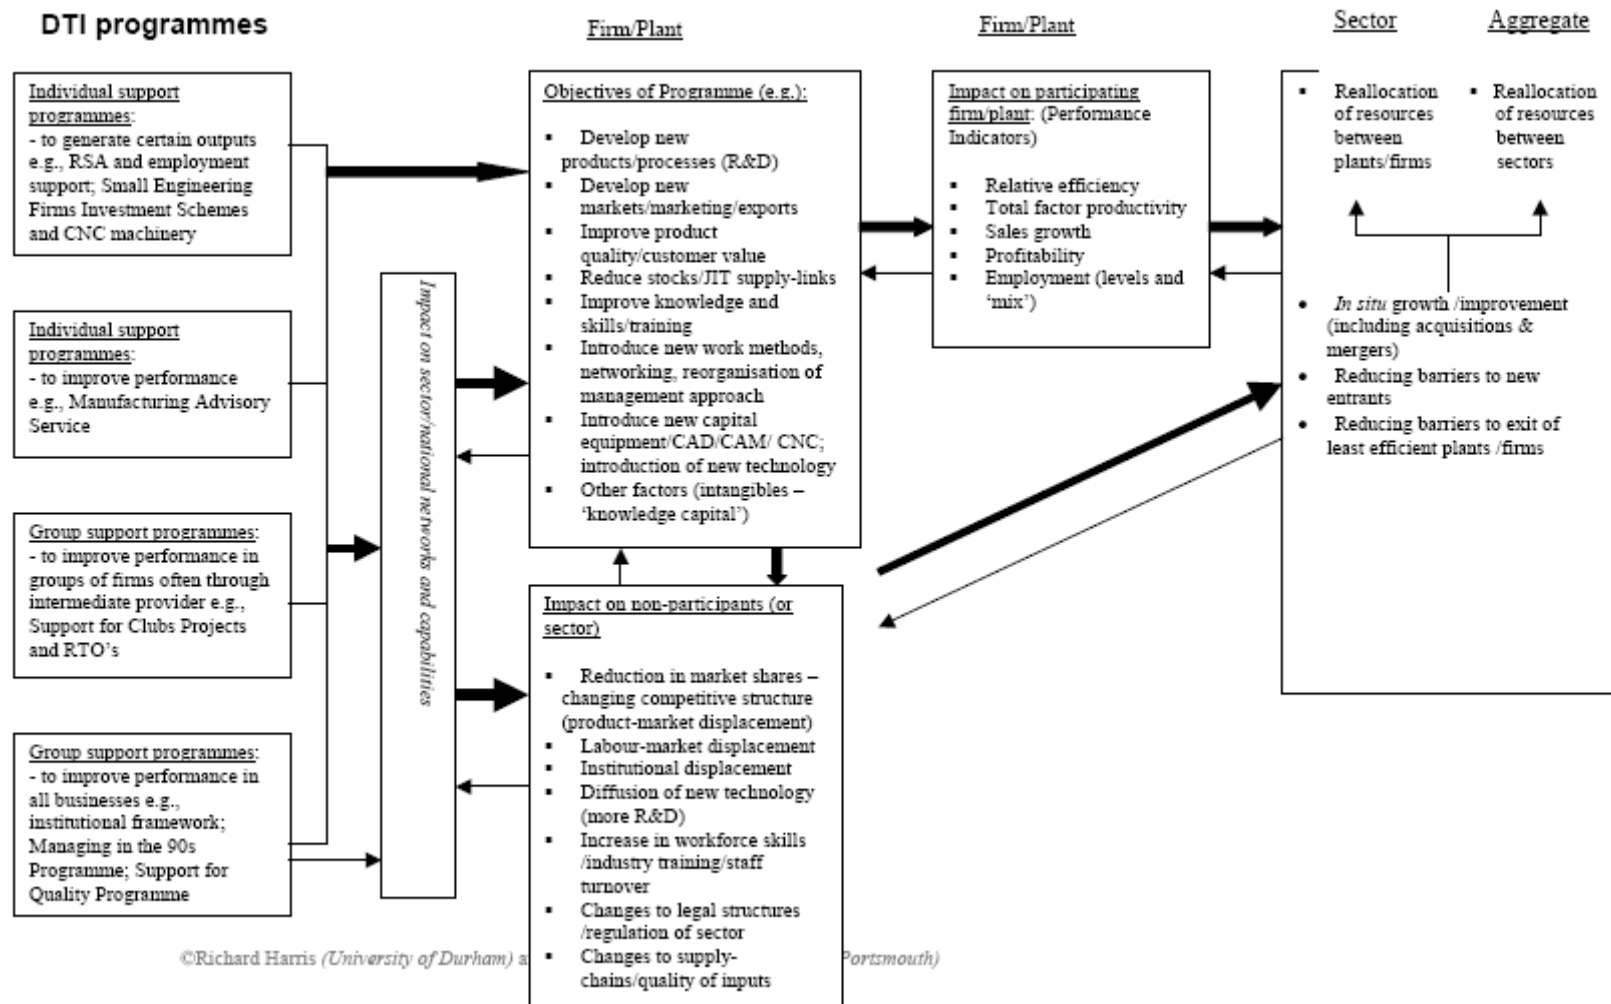 DTI programmes
Individual support
programmes:
- to generate certain outputs
e.g., RSA and employment
support; Small Engineering
Firms Investment Schemes
and CNC machinery
Individual support
programmes:
- to improve performance
e.g., Manufacturing Advisory
Service
Group support programmes:
- to improve performance in
groups of firms often through
intermediate provider e.g.,
Support for Clubs Projects
and RTO's
Group support programmes:
- to improve performance in
all businesses e.g.,
institutional framework;
Managing in the 90s
Programme; Support for
Quality Programme
Impact on sector/national networks and capabilities
Firm/Plant
Objectives of Programme (e.g.):
▪ Develop new
products/processes (R&D)
▪ Develop new
markets/marketing/exports
▪ Improve product
quality/customer value
▪ Reduce stocks/JIT supply-links
▪ Improve knowledge and
skills/training
▪ Introduce new work methods,
networking, reorganisation of
management approach
▪ Introduce new capital
equipment/CAD/CAM/ CNC;
introduction of new technology
▪ Other factors (intangibles –
‘knowledge capital’)
Impact on non-participants (or
sector)
▪ Reduction in market shares –
changing competitive structure
(product-market displacement)
▪ Labour-market displacement
▪ Institutional displacement
▪ Diffusion of new technology
(more R&D)
▪ Increase in workforce skills
/industry training/staff
turnover
▪ Changes to legal structures
/regulation of sector
▪ Changes to supply-
chains/quality of inputs
Firm/Plant
Impact on participating
firm/plant: (Performance
Indicators)
▪ Relative efficiency
▪ Total factor productivity
▪ Sales growth
▪ Profitability
▪ Employment (levels and
‘mix’)
Sector
▪ Reallocation
of resources
between
plants/firms
Aggregate
▪ Reallocation
of resources
between
sectors
• In situ growth /improvement
(including acquisitions &
mergers)
• Reducing barriers to new
entrants
• Reducing barriers to exit of
least efficient plants /firms
©Richard Harris (University of Durham) a Portsmouth)